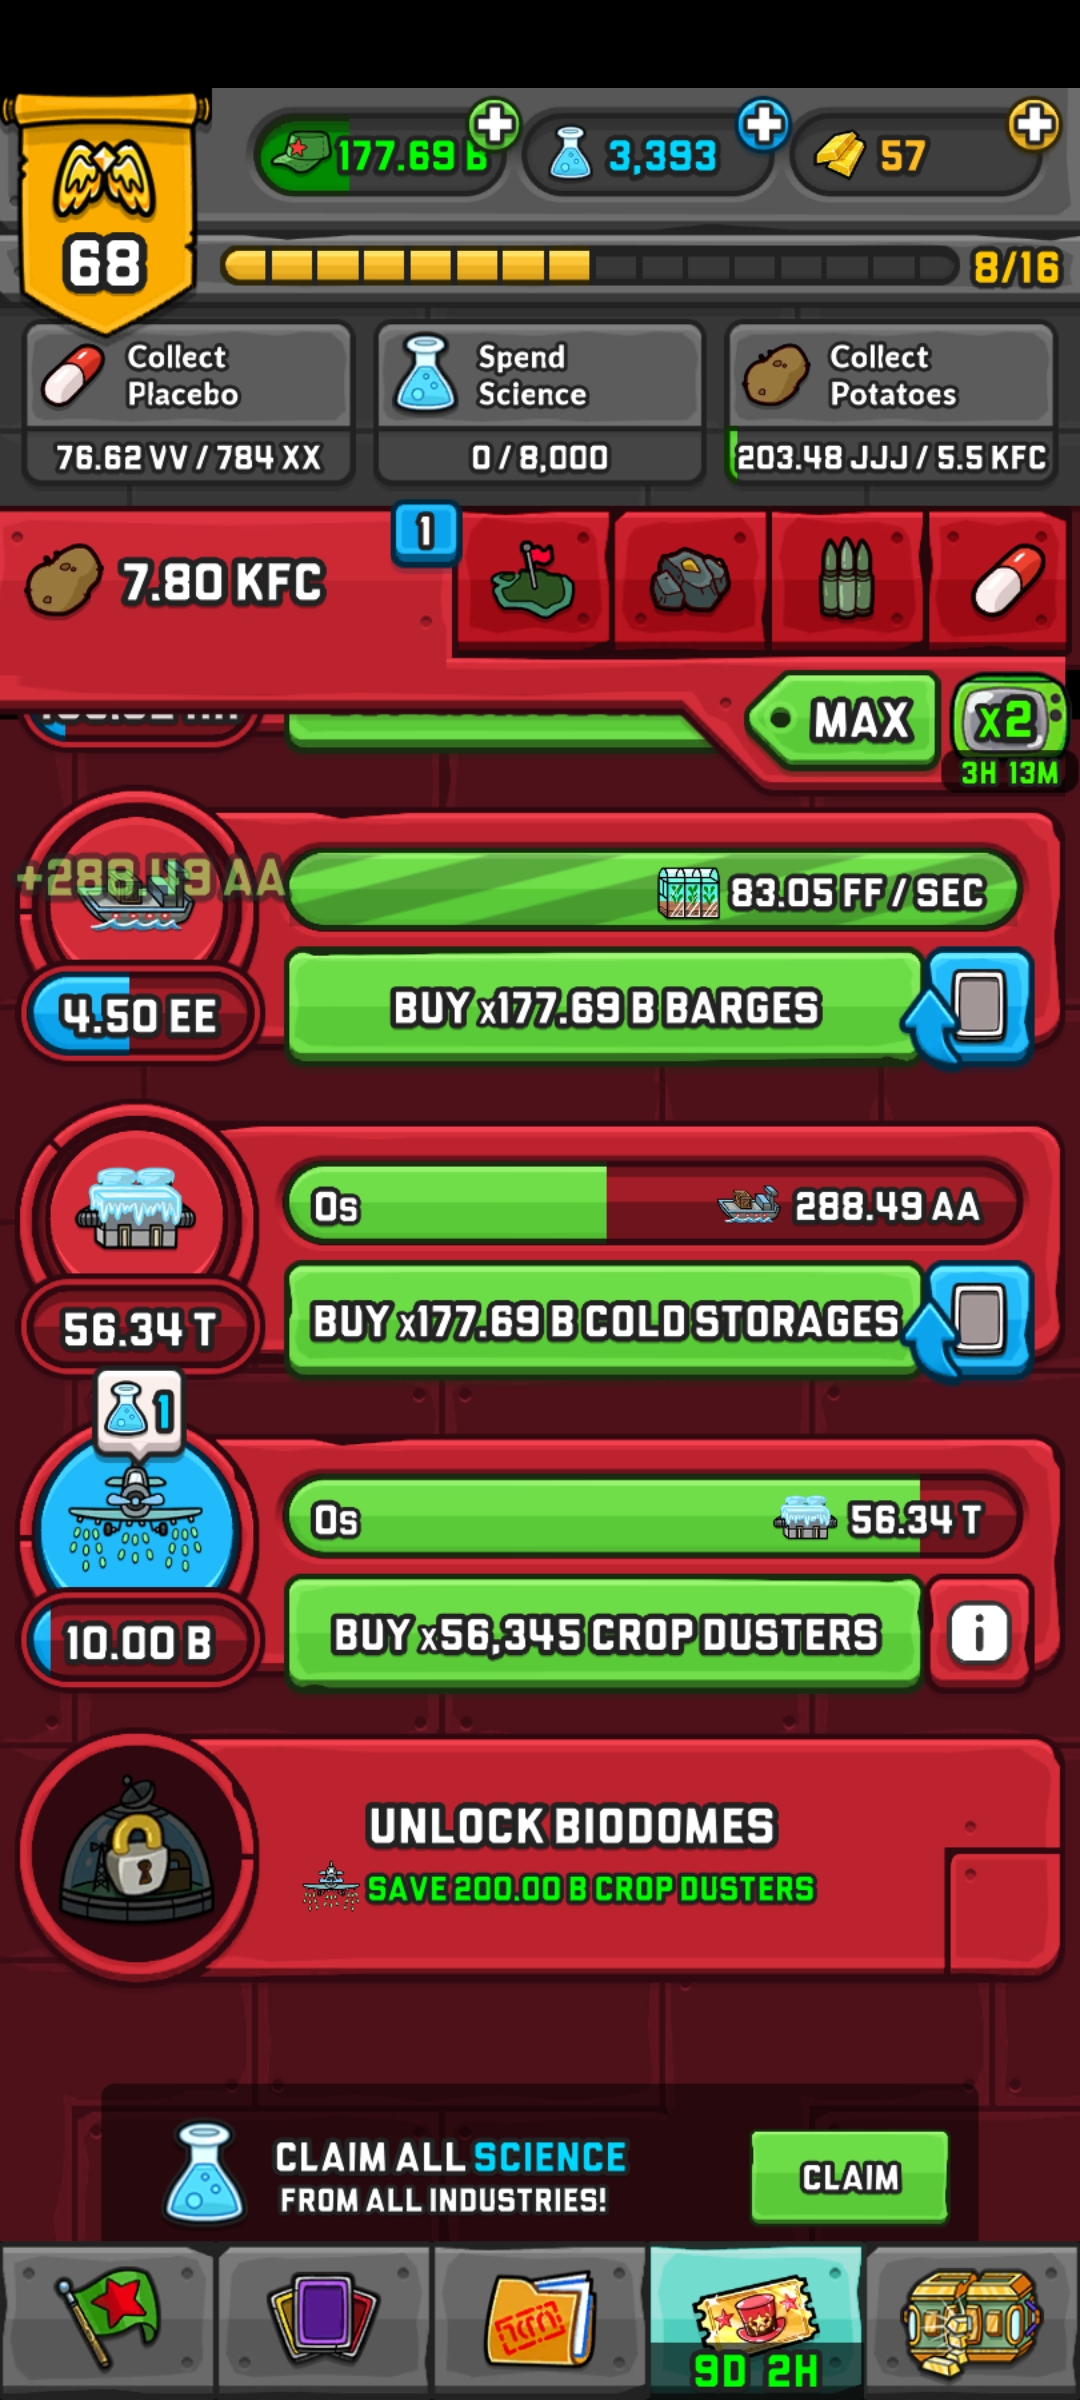 177.69 B
3,393
57
68
8/16
Collect
Placebo
76.62 VV / 784 XX
Spend
Science
0 / 8,000
Collect
Potatoes
203.48 JJJ / 5.5 KFC
7.80 KFC
1
MAX
x2
3H 13M
+288.49 AA
83.05 FF / SEC
4.50 EE
BUY x177.69 B BARGES
0s
288.49 AA
56.34 T
BUY x177.69 B COLD STORAGES
1
0s
56.34 T
10.00 B
BUY x56,345 CROP DUSTERS
i
UNLOCK BIODOMES
SAVE 200.00 B CROP DUSTERS
CLAIM ALL SCIENCE
FROM ALL INDUSTRIES!
CLAIM
9D 2H